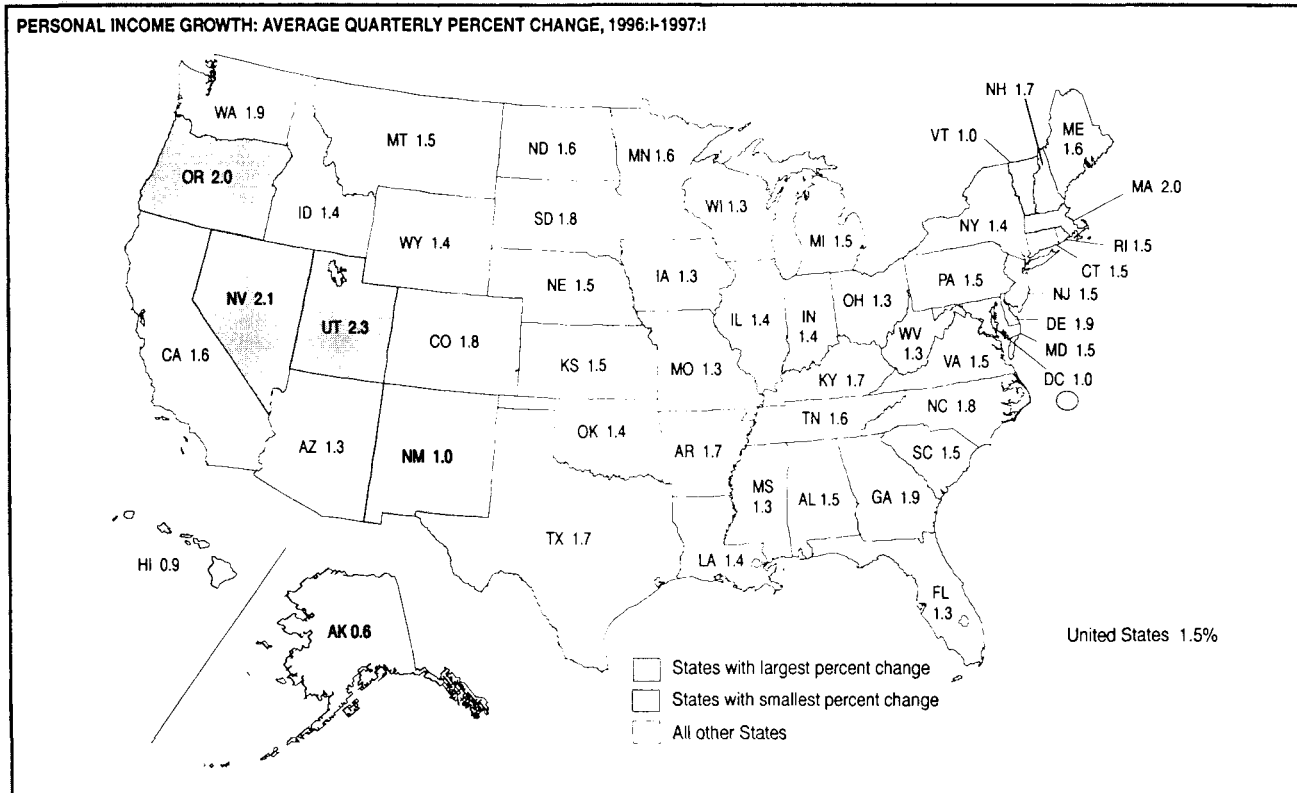 PERSONAL INCOME GROWTH: AVERAGE QUARTERLY PERCENT CHANGE, 1996:I-1997:I
WA 1.9
OR 2.0
ID 1.4
MT 1.5
WY 1.4
ND 1.6
SD 1.8
NE 1.5
KS 1.5
MN 1.6
IA 1.3
MO 1.3
WI 1.3
IL 1.4
MI 1.5
IN
1.4
OH 1.3
KY 1.7
TN 1.6
WV
1.3
PA 1.5
NY 1.4
VT 1.0
NH 1.7
ME
1.6
MA 2.0
RI 1.5
CT 1.5
NJ 1.5
DE 1.9
MD 1.5
DC 1.0
VA 1.5
NC 1.8
SC 1.5
GA 1.9
AL 1.5
MS
1.3
FL
1.3
LA 1.4
AR 1.7
OK 1.4
TX 1.7
NM 1.0
CO 1.8
UT 2.3
NV 2.1
CA 1.6
AZ 1.3
HI 0.9
AK 0.6
United States 1.5%
States with largest percent change
States with smallest percent change
All other States